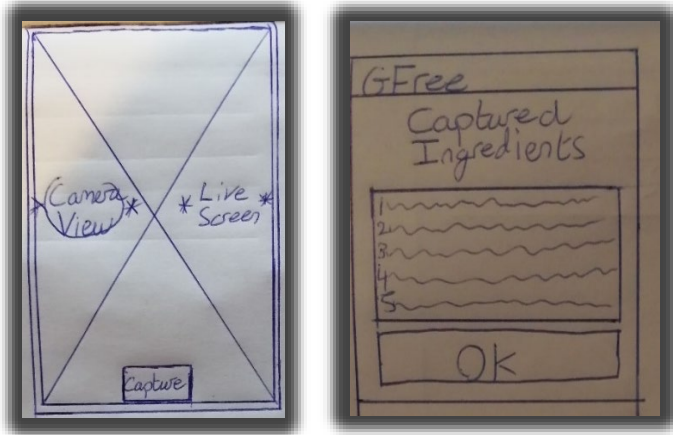 *Camera View*
*Live Screen*
Capture
GFree
Captured
Ingredients
1
2
3
4
5
OK